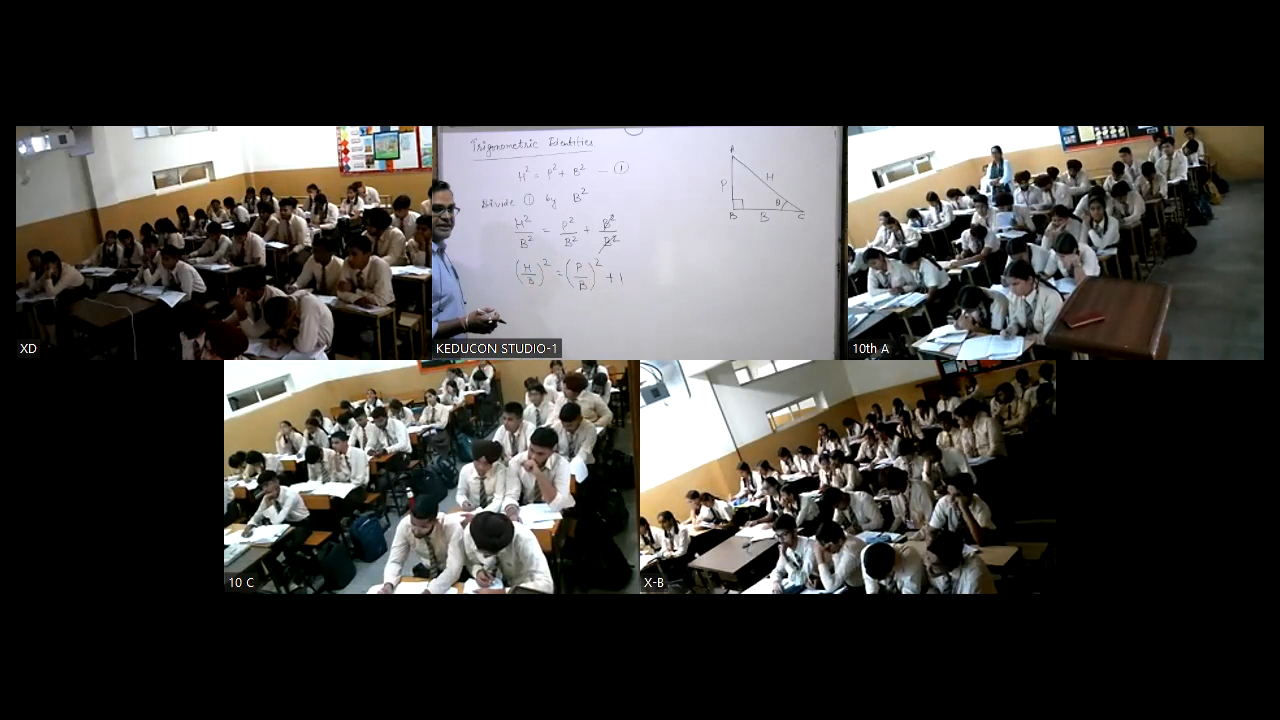 Trigonometric Identities
H² = P² + B² — ①
Divide ① by B²
H²/B² = P²/B² + B²/B²
(H/B)² = (P/B)² + 1
A
P
H
θ
B
B
C
XD
KEDUCON STUDIO-1
10th A
10 C
X-B